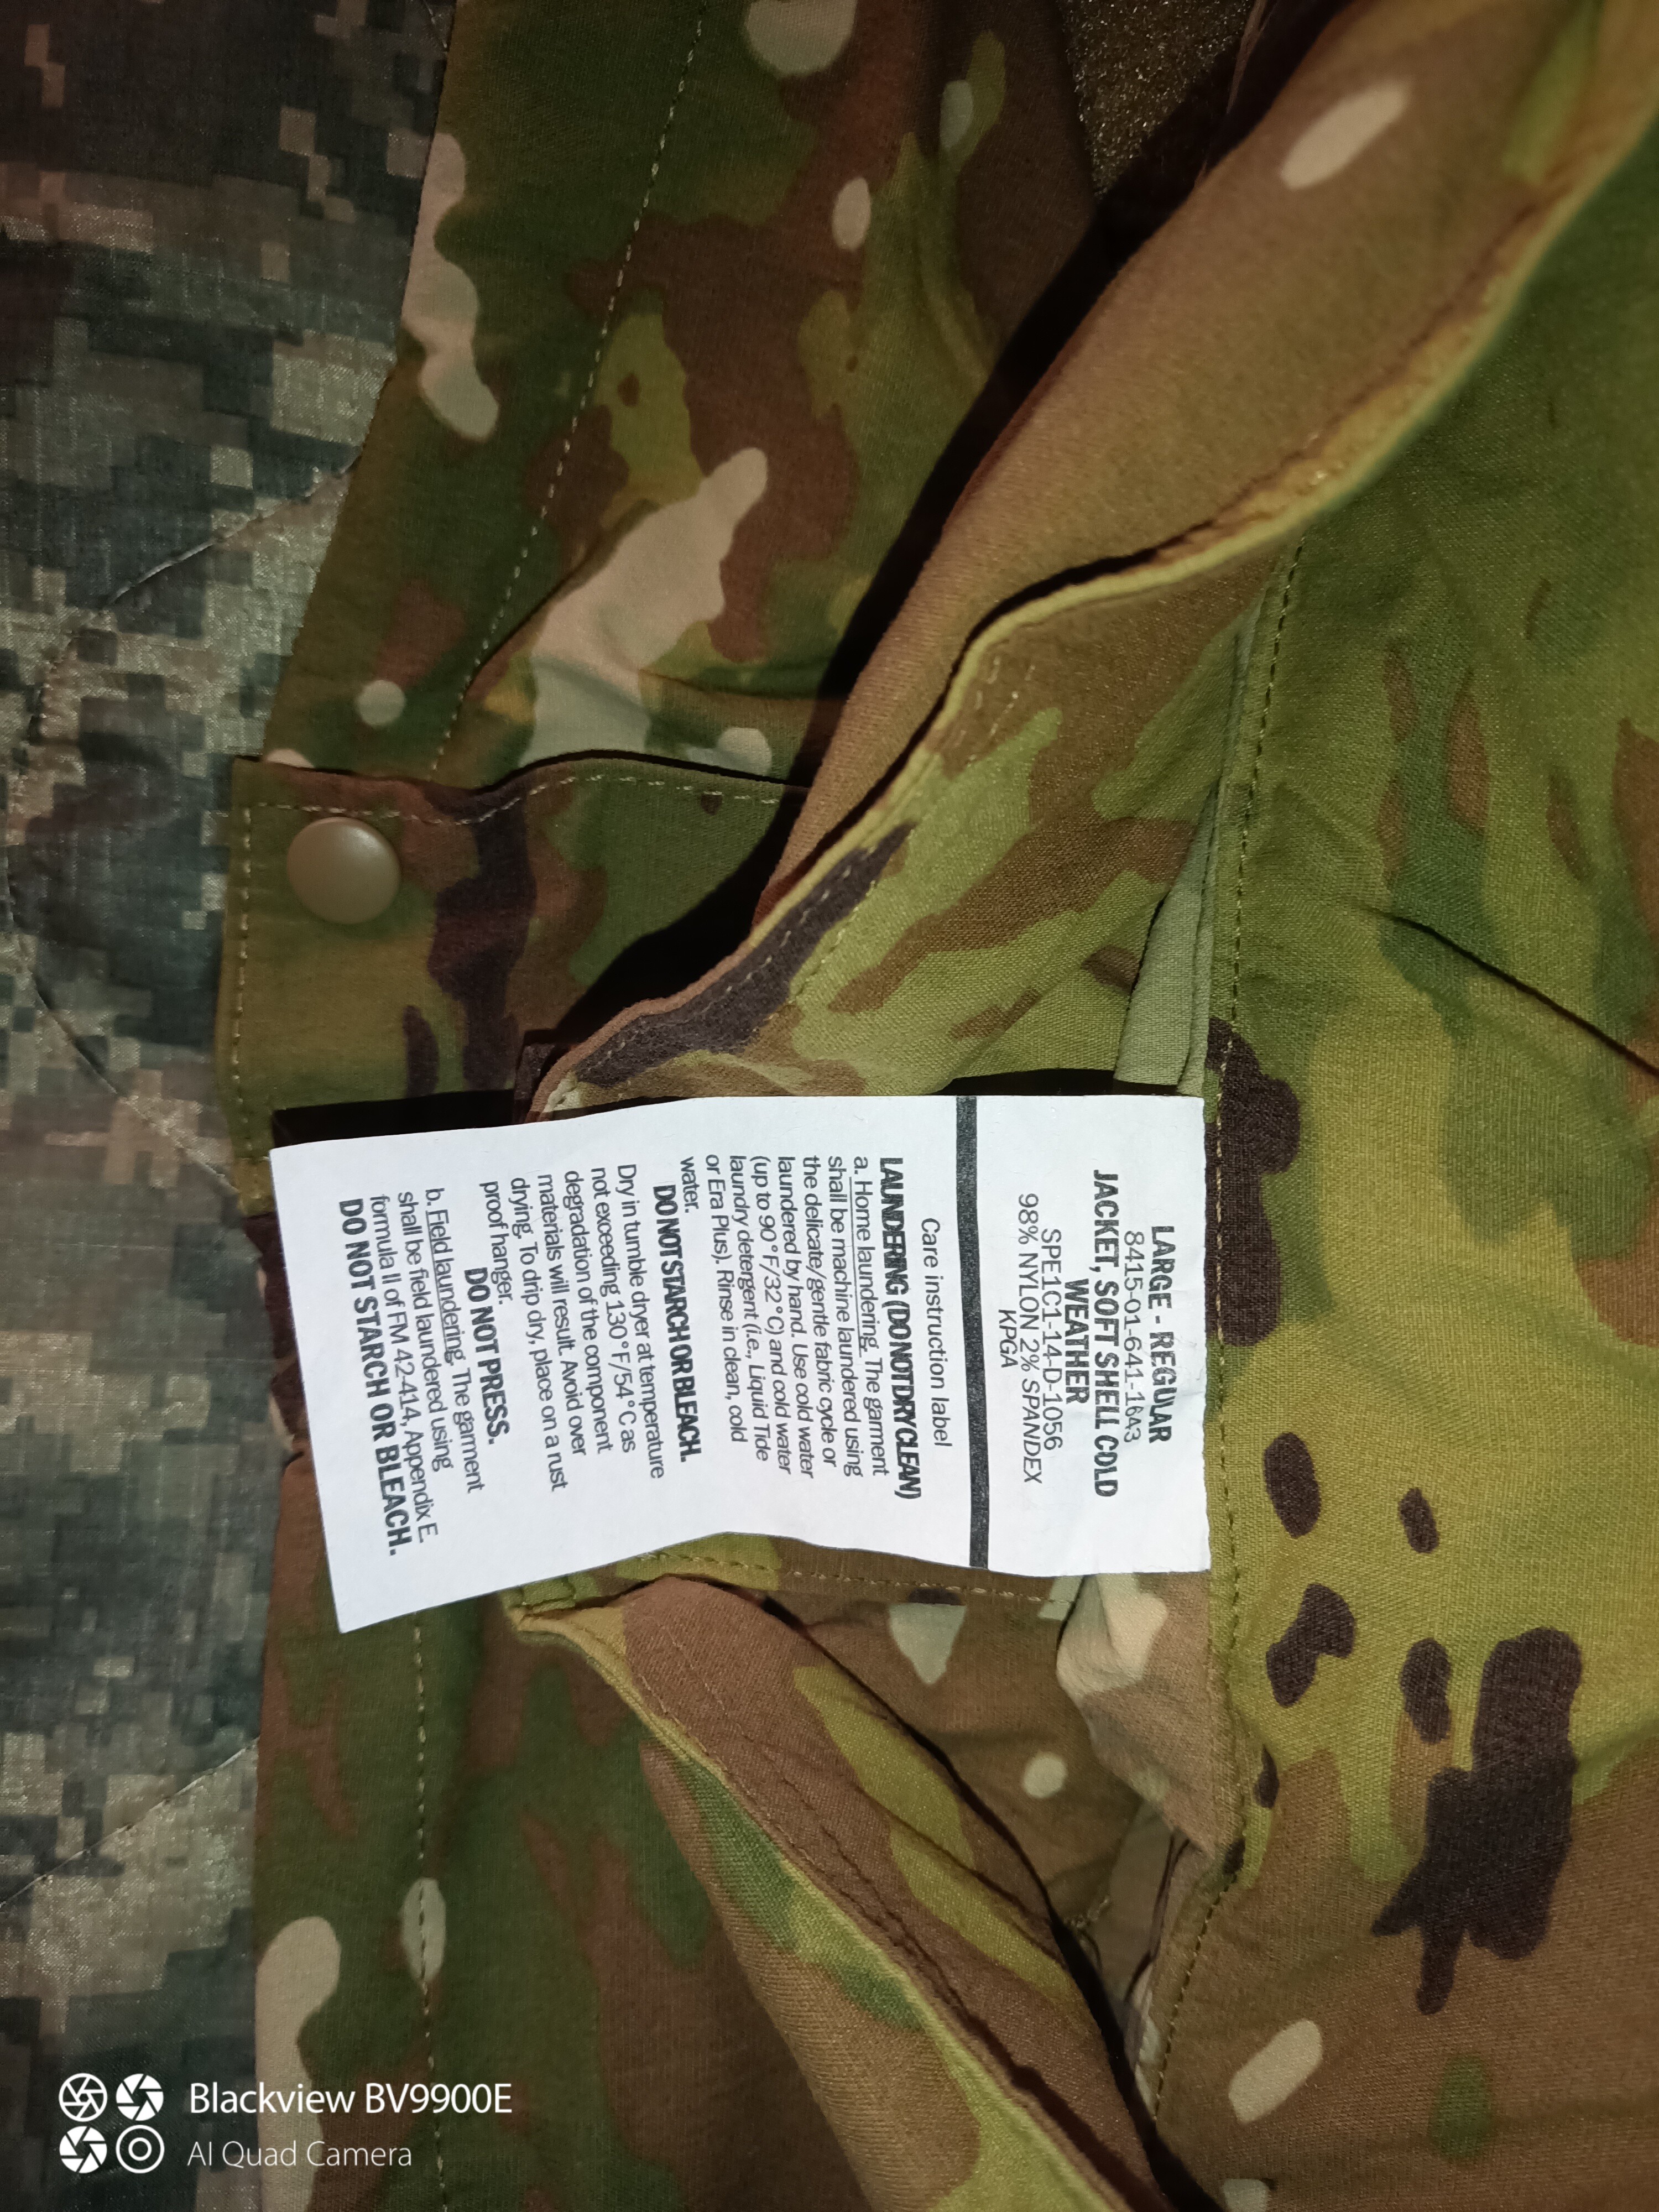 LARGE - REGULAR
JACKET, SOFT SHELL COLD
WEATHER
SPE1C1-14-D-1056
98% NYLON 2% SPANDEX
KPGA
Care instruction label
LAUNDERING (DO NOT DRYCLEAN)
a. Home laundering. The garment
shall be machine laundered using
the delicate/gentle fabric cycle or
laundered by hand. Use cold water
(up to 90°F/32°C) and cold water
laundry detergent (i.e., Liquid Tide
or Era Plus). Rinse in clean, cold
water.
DO NOT STARCH OR BLEACH.
Dry in tumble dryer at temperature
not exceeding 130°F/54°C as
degradation of the component
materials will result. Avoid over
drying. To drip dry, place on a rust
proof hanger.
DO NOT PRESS.
b. Field laundering. The garment
shall be field laundered using
formula II of FM 42-414, Appendix E.
DO NOT STARCH OR BLEACH.
Blackview BV9900E
AI Quad Camera